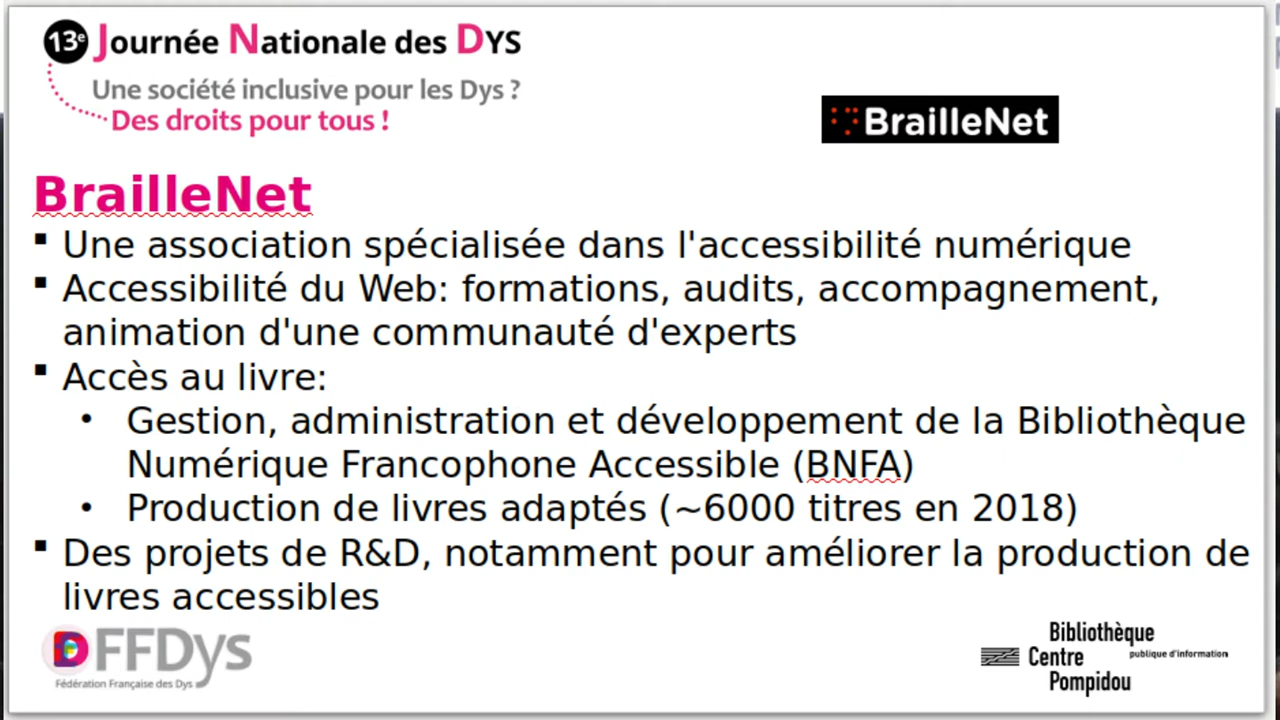 13e Journée Nationale des DYS
Une société inclusive pour les Dys ?
Des droits pour tous !
BrailleNet
BrailleNet
▪ Une association spécialisée dans l'accessibilité numérique
▪ Accessibilité du Web: formations, audits, accompagnement,
animation d'une communauté d'experts
▪ Accès au livre:
• Gestion, administration et développement de la Bibliothèque
Numérique Francophone Accessible (BNFA)
• Production de livres adaptés (~6000 titres en 2018)
▪ Des projets de R&D, notamment pour améliorer la production de
livres accessibles
FFDys
Fédération Française des Dys
Bibliothèque
publique d'information
Centre
Pompidou